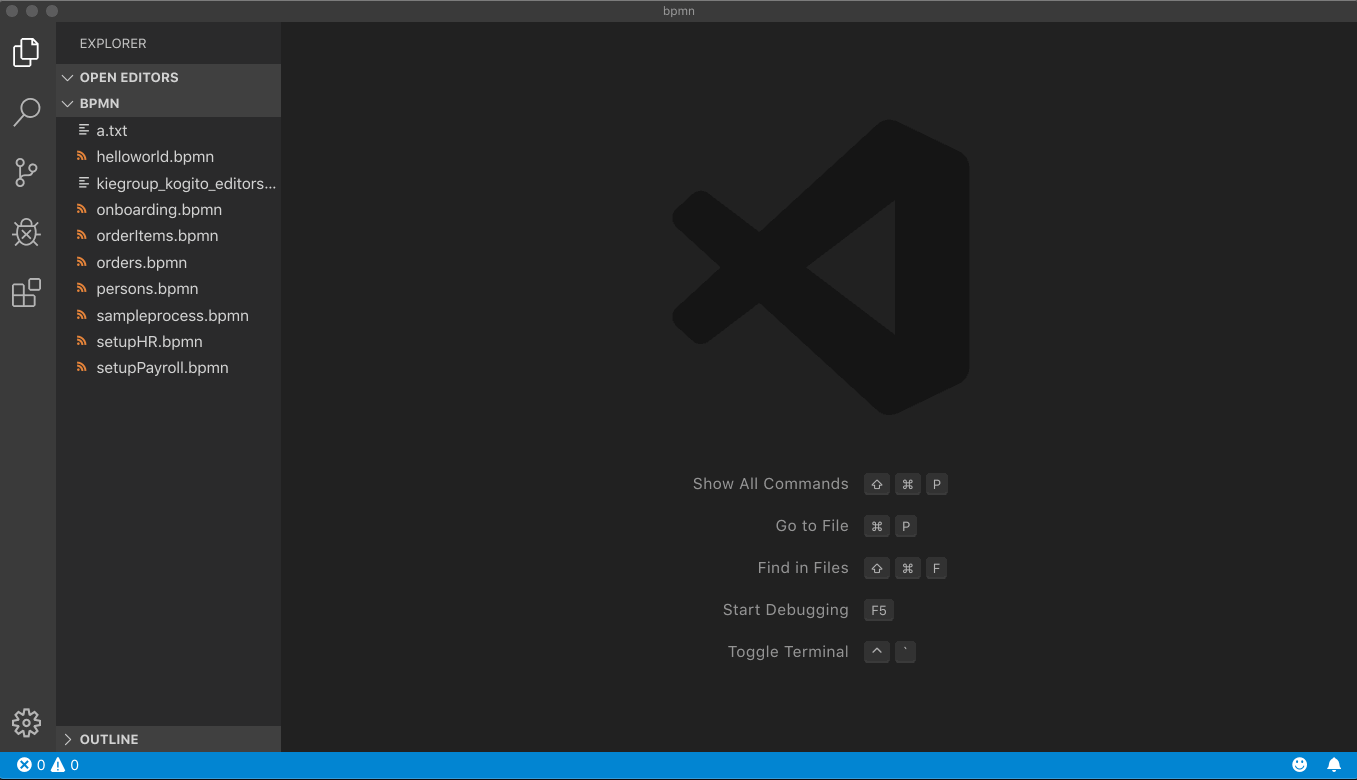 bpmn
EXPLORER
OPEN EDITORS
BPMN
a.txt
helloworld.bpmn
kiegroup_kogito_editors...
onboarding.bpmn
orderItems.bpmn
orders.bpmn
persons.bpmn
sampleprocess.bpmn
setupHR.bpmn
setupPayroll.bpmn
OUTLINE
Show All Commands ⇧ ⌘ P
Go to File ⌘ P
Find in Files ⇧ ⌘ F
Start Debugging F5
Toggle Terminal ^ `
0 0